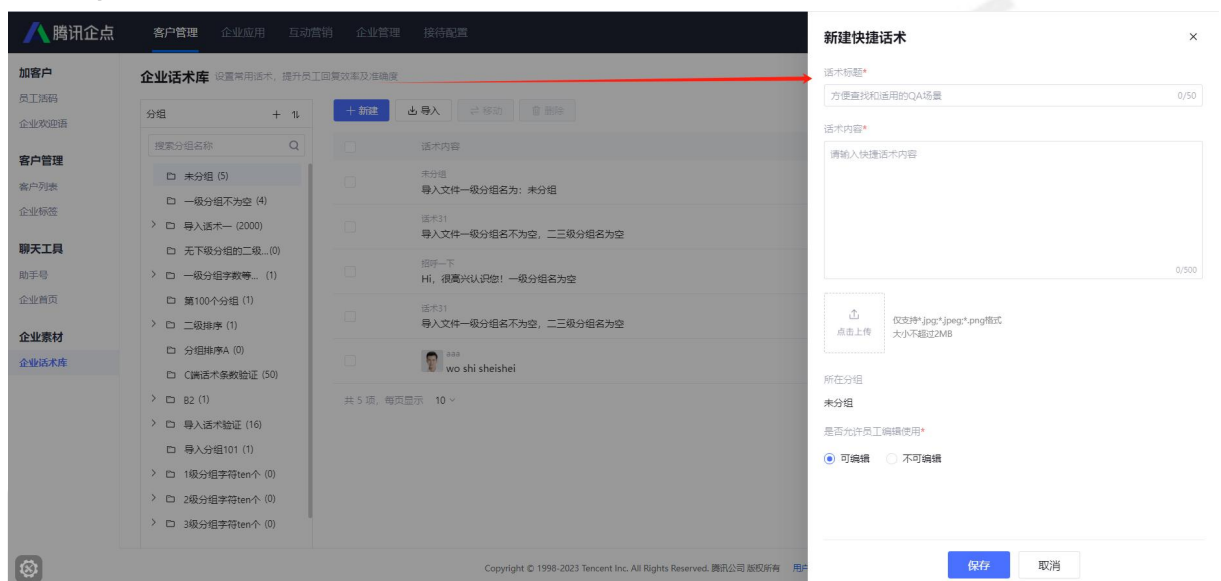 腾讯企点
客户管理 企业应用 互动营销 企业管理 接待配置
加客户
员工活码
企业欢迎语
客户管理
客户列表
企业标签
聊天工具
助手号
企业首页
企业素材
企业话术库
企业话术库 设置常用话术，提升员工回复效率及准确度
分组
搜索分组名称
未分组 (5)
一级分组不为空 (4)
导入话术一 (2000)
无下级分组的二级...(0)
一级分组字数等... (1)
第100个分组 (1)
二级排序 (1)
分组排序A (0)
C端话术条数验证 (50)
B2 (1)
导入话术验证 (16)
导入分组101 (1)
1级分组字符ten个 (0)
2级分组字符ten个 (0)
3级分组字符ten个 (0)
+ 新建 导入 移动 删除
话术内容
未分组
导入文件一级分组名为：未分组
话术31
导入文件一级分组名不为空，二三级分组名为空
招呼一下
Hi，很高兴认识您！一级分组名为空
话术31
导入文件一级分组名不为空，二三级分组名为空
aaa
wo shi sheishei
共 5 项，每页显示 10
Copyright © 1998-2023 Tencent Inc. All Rights Reserved. 腾讯公司 版权所有 用户
新建快捷话术
话术标题*
方便查找和适用的QA场景 0/50
话术内容*
请输入快捷话术内容
0/500
点击上传
仅支持*.jpg;*.jpeg;*.png格式
大小不超过2MB
所在分组
未分组
是否允许员工编辑使用*
可编辑 不可编辑
保存 取消